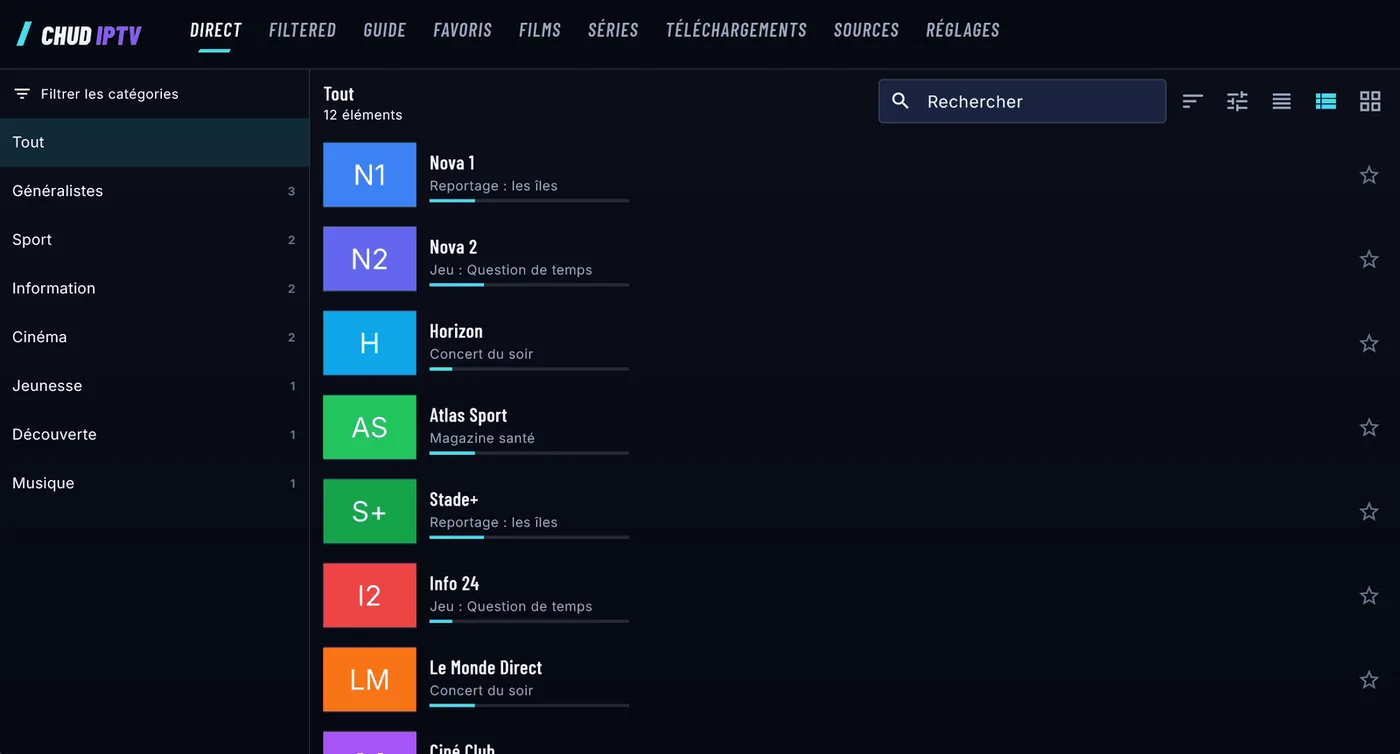 CHUD IPTV
DIRECT FILTERED GUIDE FAVORIS FILMS SÉRIES TÉLÉCHARGEMENTS SOURCES RÉGLAGES
Filtrer les catégories
Tout
Généralistes 3
Sport 2
Information 2
Cinéma 2
Jeunesse 1
Découverte 1
Musique 1
Tout
12 éléments
Rechercher
N1
Nova 1
Reportage : les îles
N2
Nova 2
Jeu : Question de temps
H
Horizon
Concert du soir
AS
Atlas Sport
Magazine santé
S+
Stade+
Reportage : les îles
I2
Info 24
Jeu : Question de temps
LM
Le Monde Direct
Concert du soir
Ciné Club